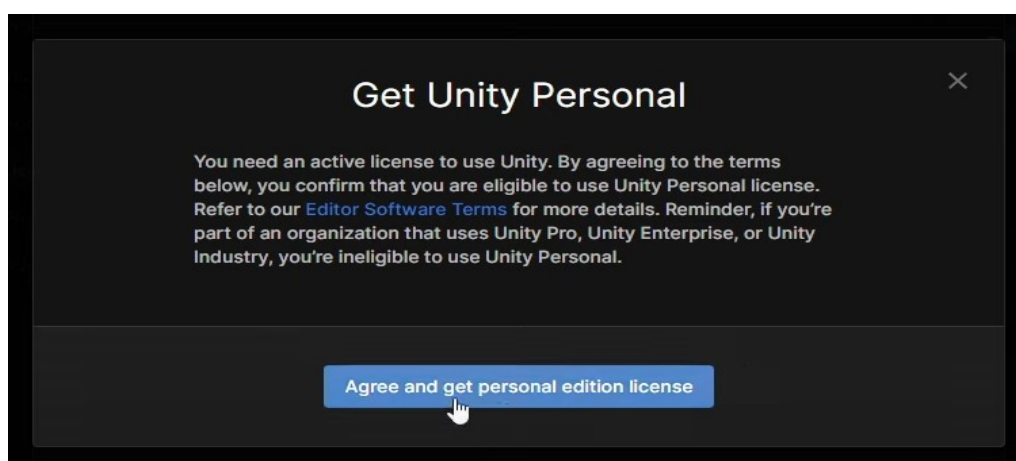 Get Unity Personal
You need an active license to use Unity. By agreeing to the terms
below, you confirm that you are eligible to use Unity Personal license.
Refer to our Editor Software Terms for more details. Reminder, if you're
part of an organization that uses Unity Pro, Unity Enterprise, or Unity
Industry, you're ineligible to use Unity Personal.
Agree and get personal edition license